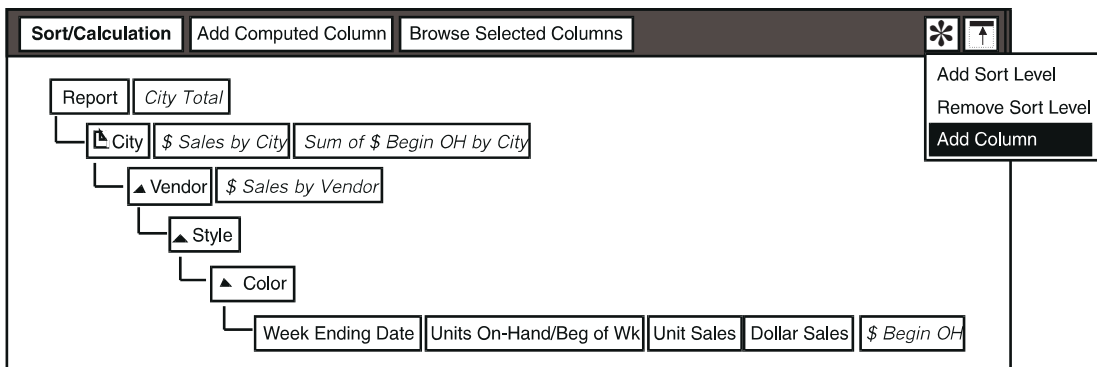 Sort/Calculation Add Computed Column Browse Selected Columns
Add Sort Level
Remove Sort Level
Add Column
Report City Total
City $ Sales by City Sum of $ Begin OH by City
Vendor $ Sales by Vendor
Style
Color
Week Ending Date Units On-Hand/Beg of Wk Unit Sales Dollar Sales $ Begin OH